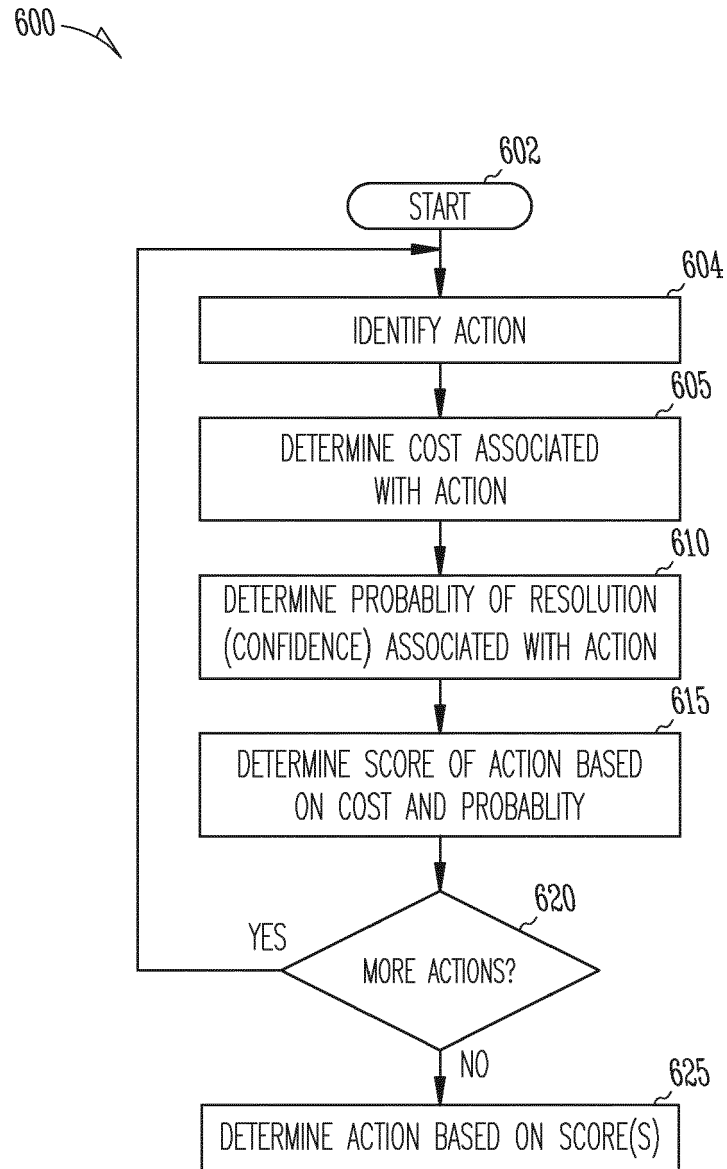 600
602
START
604
IDENTIFY ACTION
605
DETERMINE COST ASSOCIATED
WITH ACTION
610
DETERMINE PROBABLITY OF RESOLUTION
(CONFIDENCE) ASSOCIATED WITH ACTION
615
DETERMINE SCORE OF ACTION BASED
ON COST AND PROBABLITY
620
YES
MORE ACTIONS?
NO
625
DETERMINE ACTION BASED ON SCORE(S)